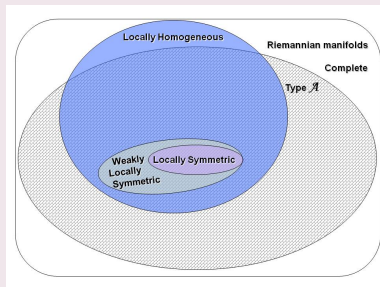 Locally Homogeneous
Riemannian manifolds
Complete
Type 𝒜
Locally Symmetric
Weakly
Locally
Symmetric